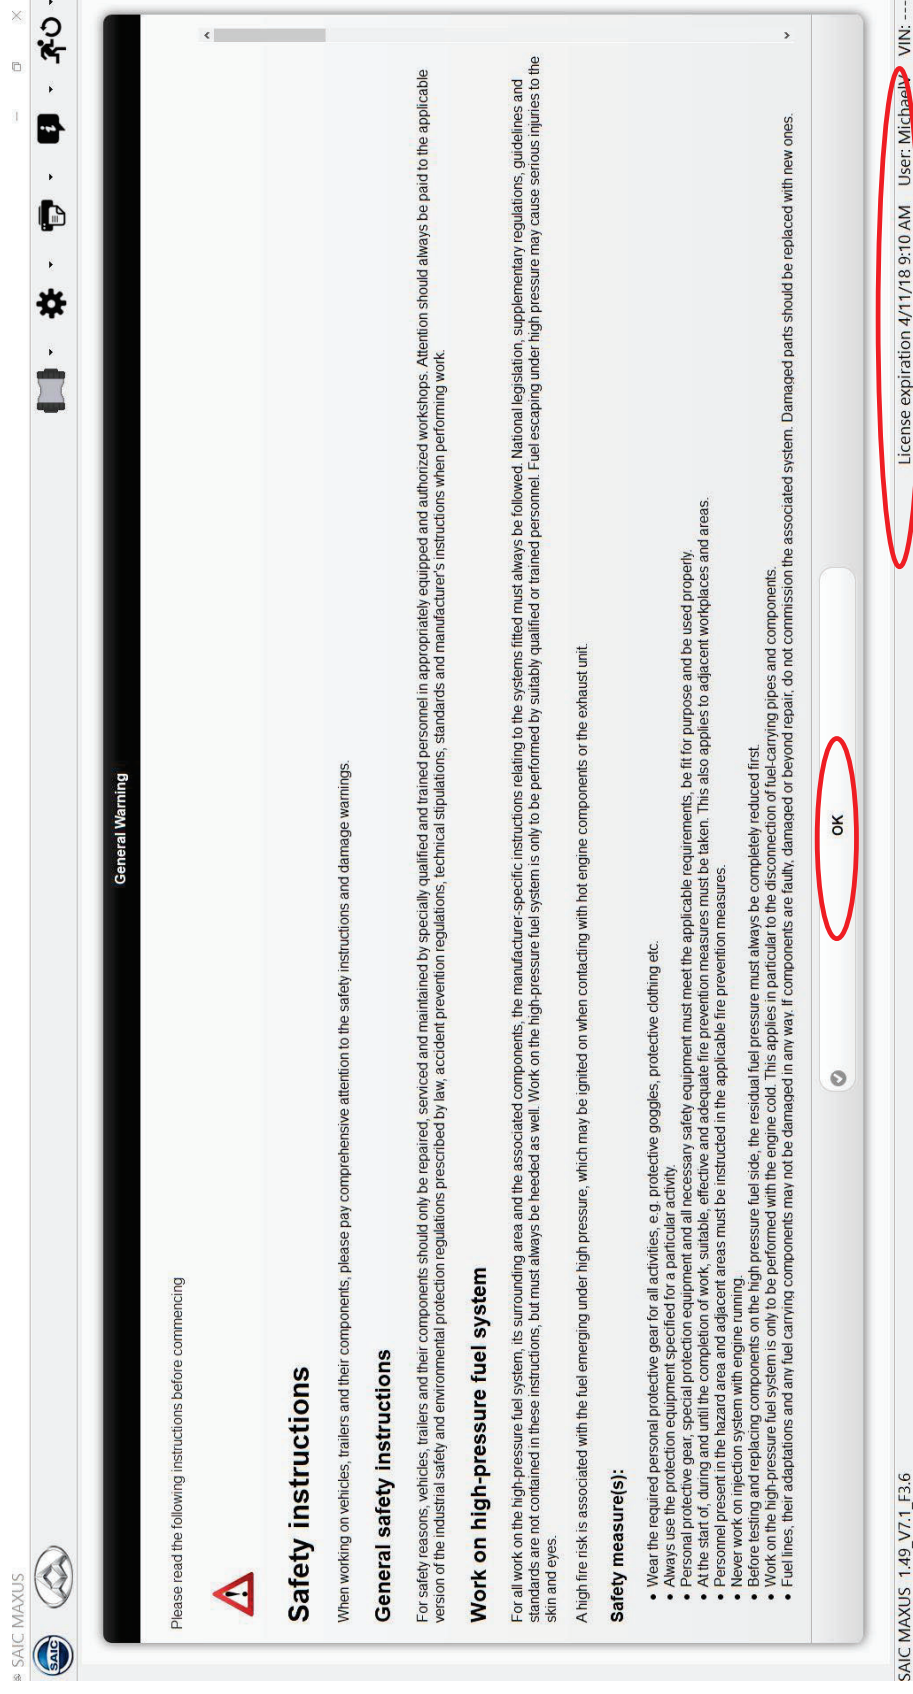 SAIC MAXUS
SAIC
General Warning
Please read the following instructions before commencing
Safety instructions
When working on vehicles, trailers and their components, please pay comprehensive attention to the safety instructions and damage warnings.
General safety instructions
For safety reasons, vehicles, trailers and their components should only be repaired, serviced and maintained by specially qualified and trained personnel in appropriately equipped and authorized workshops. Attention should always be paid to the applicable
version of the industrial safety and environmental protection regulations prescribed by law, accident prevention regulations, technical stipulations, standards and manufacturer's instructions when performing work.
Work on high-pressure fuel system
For all work on the high-pressure fuel system, its surrounding area and the associated components, the manufacturer-specific instructions relating to the systems fitted must always be followed. National legislation, supplementary regulations, guidelines and
standards are not contained in these instructions, but must always be heeded as well. Work on the high-pressure fuel system is only to be performed by suitably qualified or trained personnel. Fuel escaping under high pressure may cause serious injuries to the
skin and eyes.
A high fire risk is associated with the fuel emerging under high pressure, which may be ignited on when contacting with hot engine components or the exhaust unit.
Safety measure(s):
• Wear the required personal protective gear for all activities, e.g. protective goggles, protective clothing etc.
• Always use the protection equipment specified for a particular activity.
• Personal protective gear, special protection equipment and all necessary safety equipment must meet the applicable requirements, be fit for purpose and be used properly.
• At the start of, during and until the completion of work, suitable, effective and adequate fire prevention measures must be taken. This also applies to adjacent workplaces and areas.
• Personnel present in the hazard area and adjacent areas must be instructed in the applicable fire prevention measures.
• Never work on injection system with engine running.
• Before testing and replacing components on the high pressure fuel side, the residual fuel pressure must always be completely reduced first.
• Work on the high-pressure fuel system is only to be performed with the engine cold. This applies in particular to the disconnection of fuel-carrying pipes and components.
• Fuel lines, their adaptations and any fuel carrying components may not be damaged in any way. If components are faulty, damaged or beyond repair, do not commission the associated system. Damaged parts should be replaced with new ones.
OK
SAIC MAXUS 1.49_V7.1_F3.6 License expiration 4/11/18 9:10 AM User: MichaelV VIN: ---